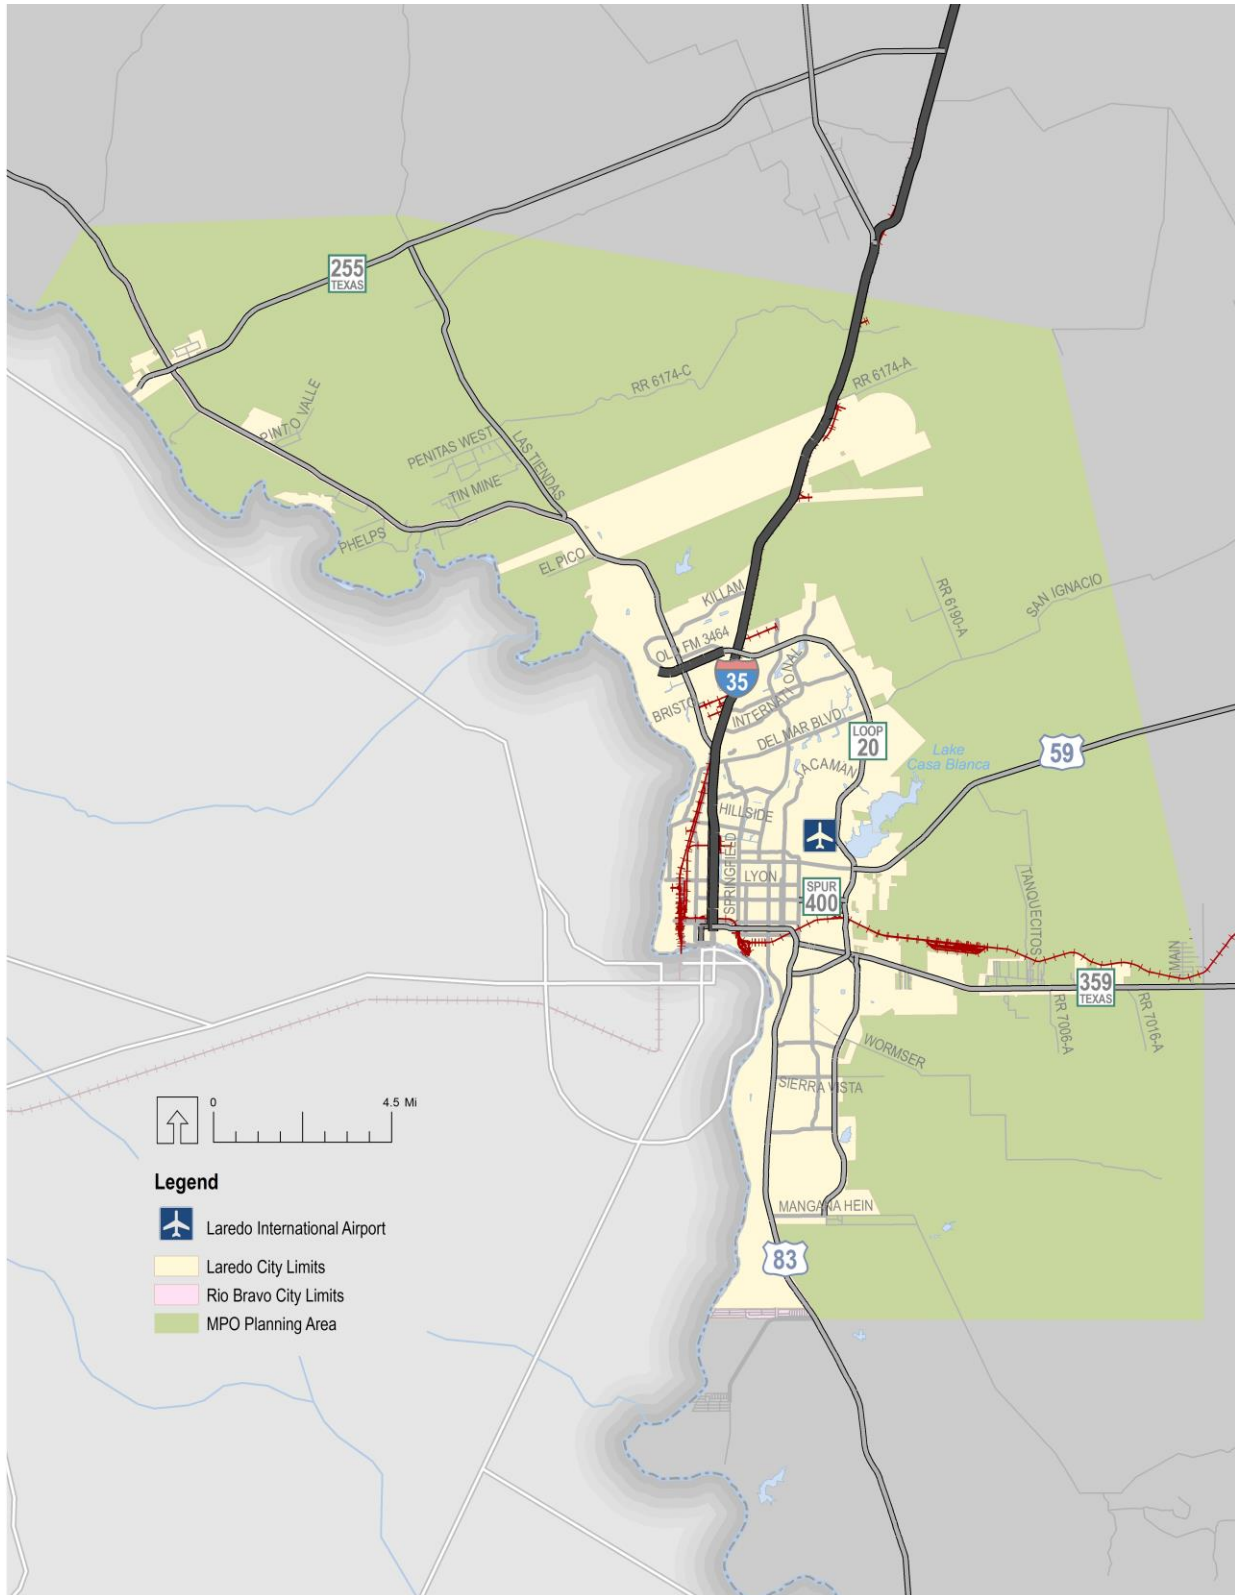 255
TEXAS
RR 6174-C
RR 6174-A
PINTO VALLE
PENITAS WEST
LAS TIENDAS
TIN MINE
PHELPS
EL PICO
KILLAM
RR 6190-A
SAN IGNACIO
OLD FM 3464
35
INTERNATIONAL
BRISTOL
DEL MAR BLVD
LOOP
20
Lake
Casa Blanca
59
JACAMAN
HILLSIDE
SPRINGFIELD
LYON
SPUR
400
TANQUECITOS
MAIN
359
TEXAS
RR 7006-A
RR 7016-A
WORMSER
SIERRA VISTA
0 4.5 Mi
Legend
MANGANA HEIN
Laredo International Airport
83
Laredo City Limits
Rio Bravo City Limits
MPO Planning Area